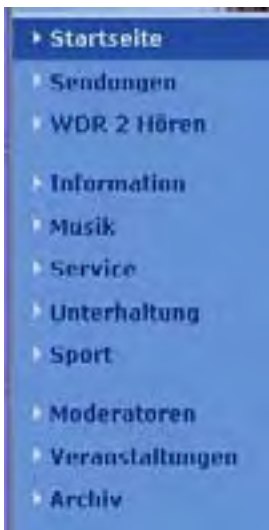 Startseite
Sendungen
WDR 2 Hören
Information
Musik
Service
Unterhaltung
Sport
Moderatoren
Veranstaltungen
Archiv